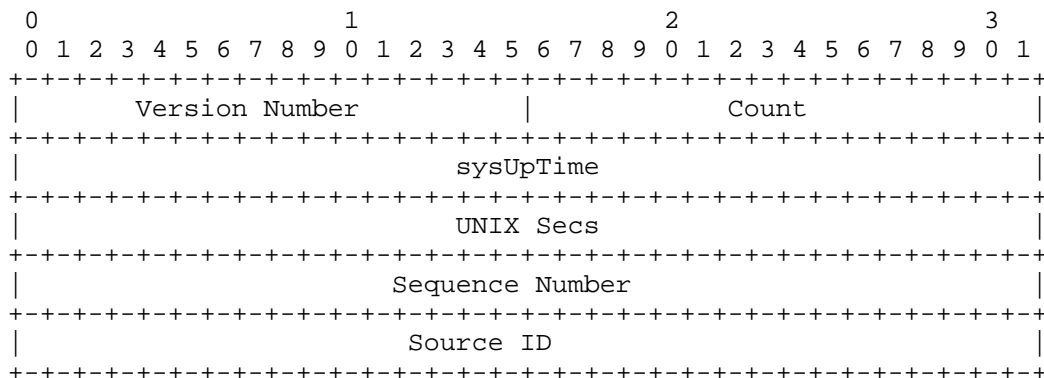 0                   1                   2                   3
 0 1 2 3 4 5 6 7 8 9 0 1 2 3 4 5 6 7 8 9 0 1 2 3 4 5 6 7 8 9 0 1
+-+-+-+-+-+-+-+-+-+-+-+-+-+-+-+-+-+-+-+-+-+-+-+-+-+-+-+-+-+-+-+-+
|       Version Number          |            Count              |
+-+-+-+-+-+-+-+-+-+-+-+-+-+-+-+-+-+-+-+-+-+-+-+-+-+-+-+-+-+-+-+-+
|                           sysUpTime                           |
+-+-+-+-+-+-+-+-+-+-+-+-+-+-+-+-+-+-+-+-+-+-+-+-+-+-+-+-+-+-+-+-+
|                           UNIX Secs                           |
+-+-+-+-+-+-+-+-+-+-+-+-+-+-+-+-+-+-+-+-+-+-+-+-+-+-+-+-+-+-+-+-+
|                       Sequence Number                         |
+-+-+-+-+-+-+-+-+-+-+-+-+-+-+-+-+-+-+-+-+-+-+-+-+-+-+-+-+-+-+-+-+
|                        Source ID                              |
+-+-+-+-+-+-+-+-+-+-+-+-+-+-+-+-+-+-+-+-+-+-+-+-+-+-+-+-+-+-+-+-+